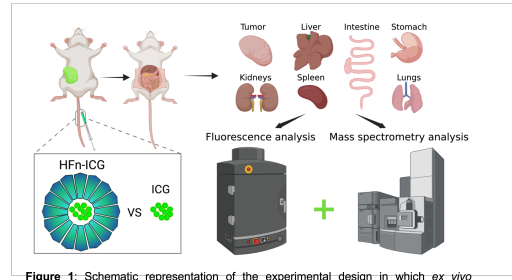 Tumor
Liver
Intestine
Stomach
Kidneys
Spleen
Lungs
Fluorescence analysis
Mass spectrometry analysis
HFn-ICG
ICG
VS
+
Figure 1: Schematic representation of the experimental design in which ex vivo